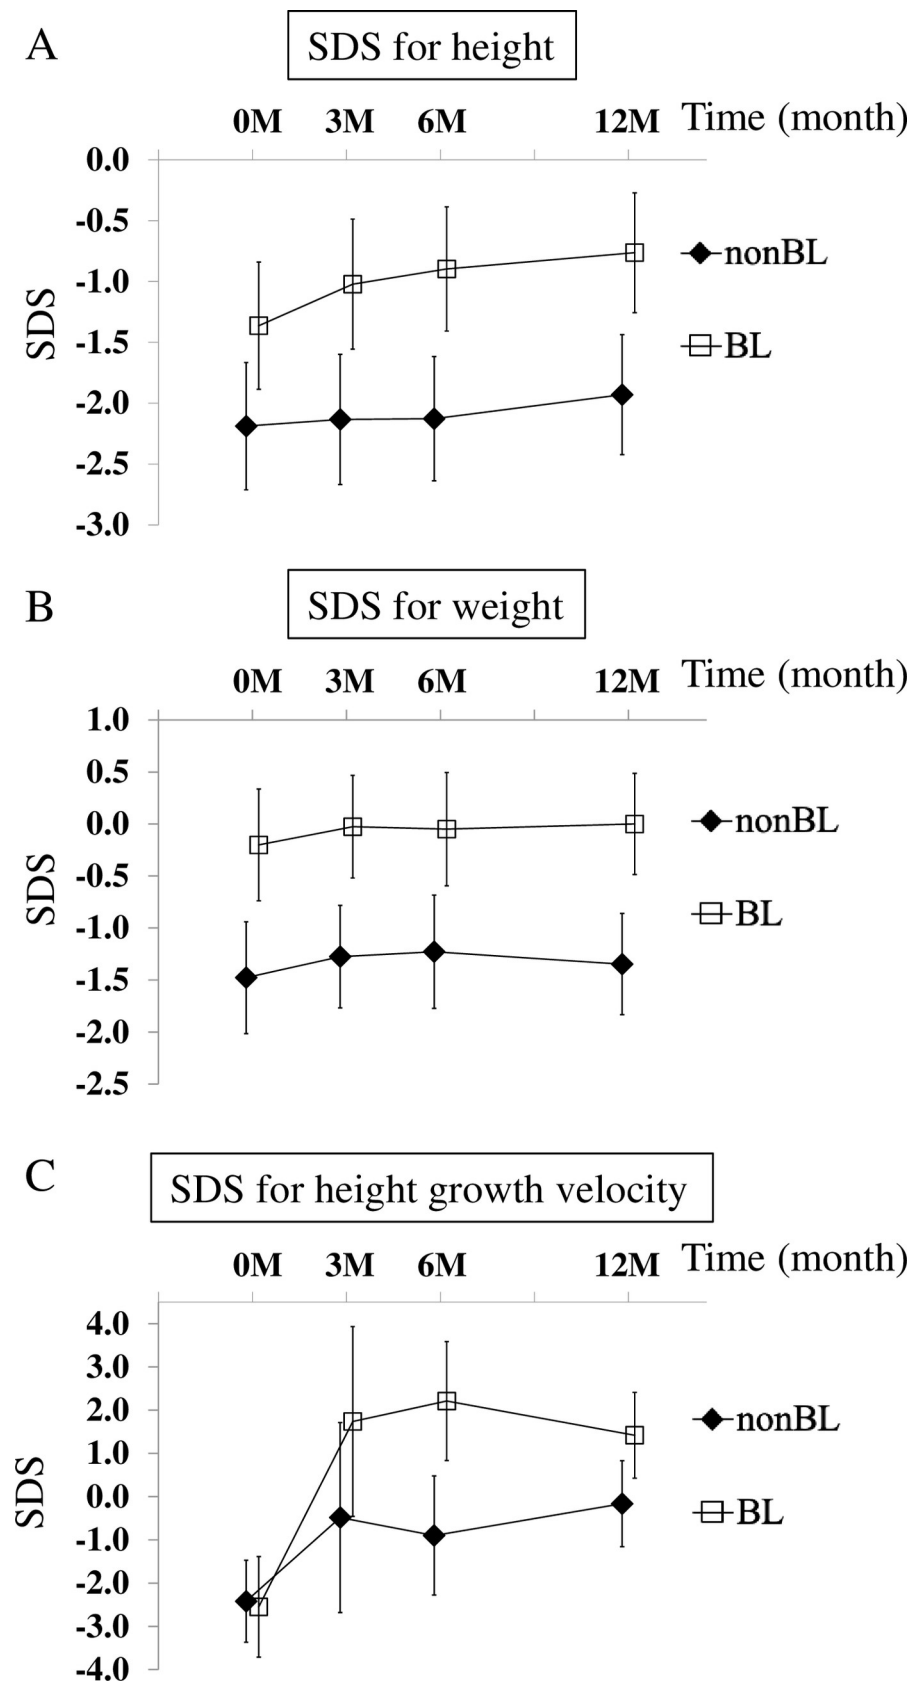 A
SDS for height
0M 3M 6M 12M Time (month)
0.0
-0.5
-1.0
-1.5
-2.0
-2.5
-3.0
SDS
nonBL
BL
B
SDS for weight
0M 3M 6M 12M Time (month)
1.0
0.5
0.0
-0.5
-1.0
-1.5
-2.0
-2.5
SDS
nonBL
BL
C
SDS for height growth velocity
0M 3M 6M 12M Time (month)
4.0
3.0
2.0
1.0
0.0
-1.0
-2.0
-3.0
-4.0
SDS
nonBL
BL